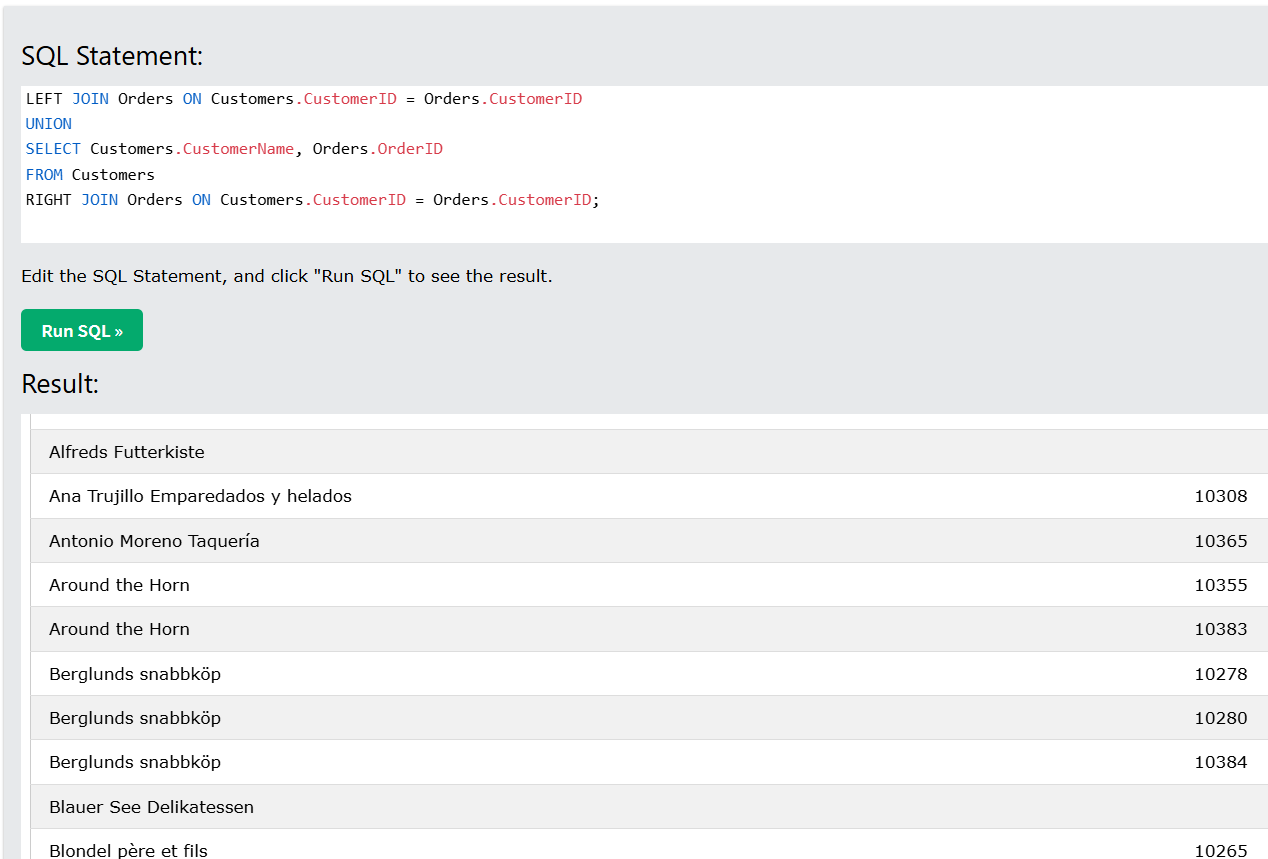 SQL Statement:
LEFT JOIN Orders ON Customers.CustomerID = Orders.CustomerID
UNION
SELECT Customers.CustomerName, Orders.OrderID
FROM Customers
RIGHT JOIN Orders ON Customers.CustomerID = Orders.CustomerID;
Edit the SQL Statement, and click "Run SQL" to see the result.
Run SQL »
Result:
Alfreds Futterkiste
Ana Trujillo Emparedados y helados 10308
Antonio Moreno Taquería 10365
Around the Horn 10355
Around the Horn 10383
Berglunds snabbköp 10278
Berglunds snabbköp 10280
Berglunds snabbköp 10384
Blauer See Delikatessen
Blondel père et fils 10265